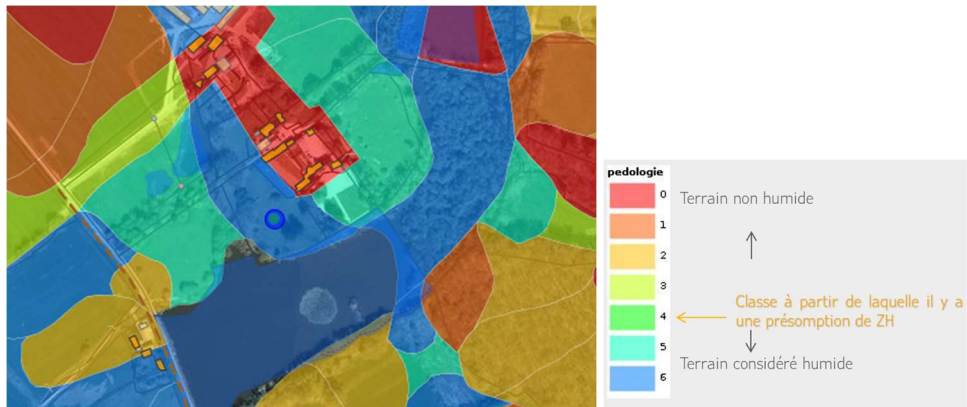 pedologie
0
Terrain non humide
1
2
3
Classe à partir de laquelle il y a
4
une présomption de ZH
5
Terrain considéré humide
6